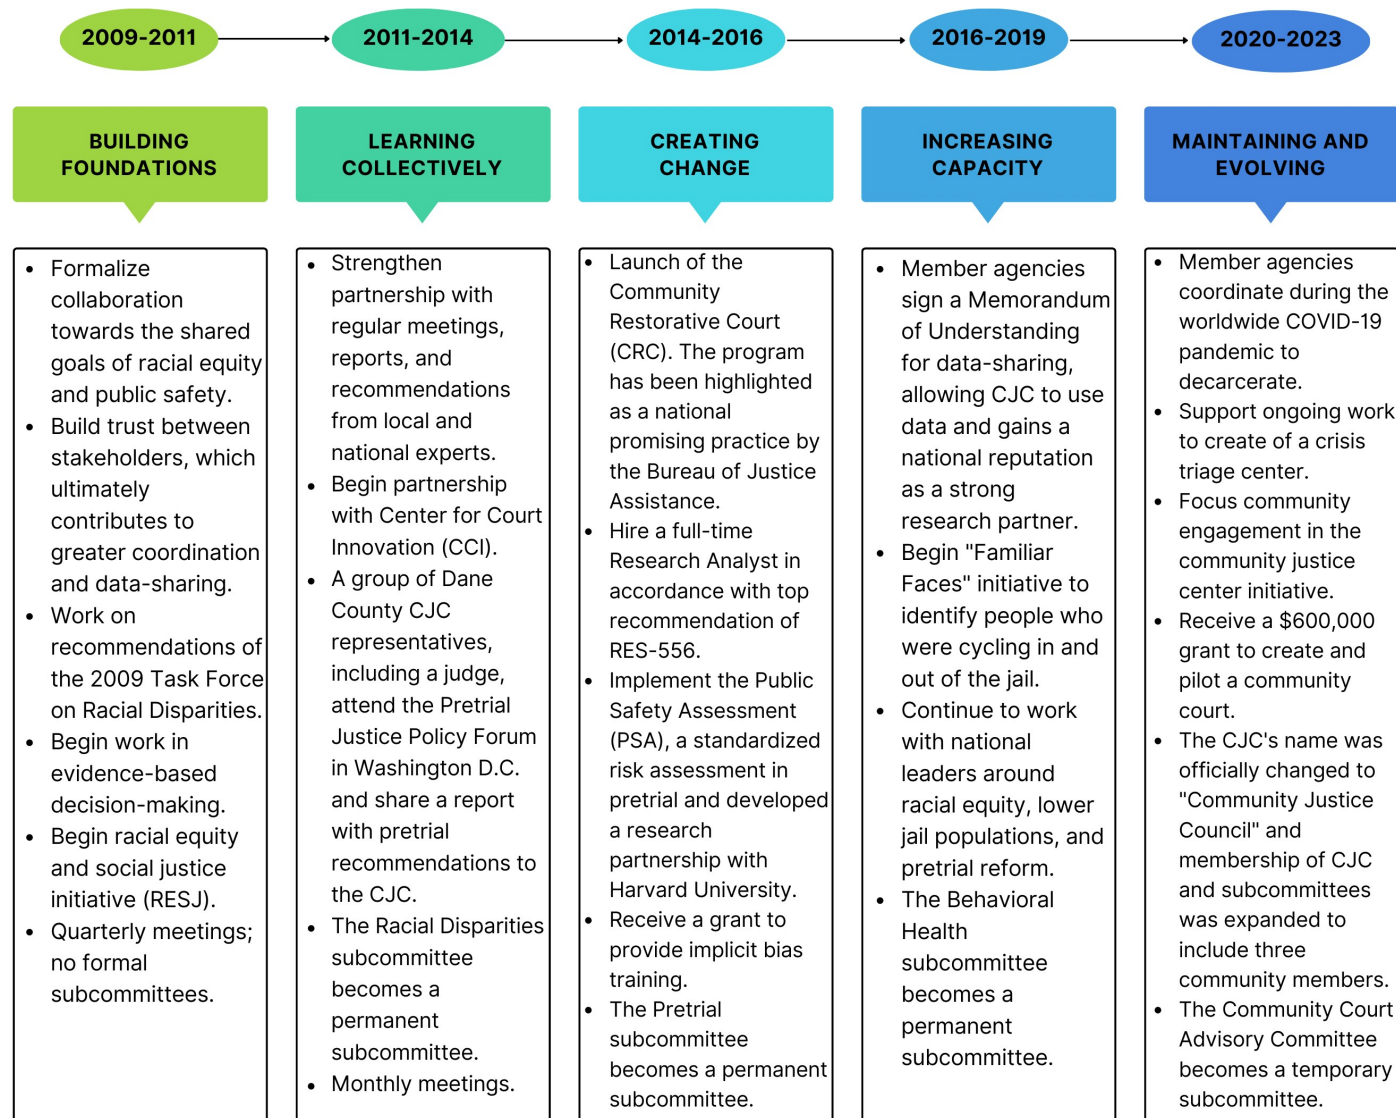 2009-2011
2011-2014
2014-2016
2016-2019
2020-2023
BUILDING
FOUNDATIONS
LEARNING
COLLECTIVELY
CREATING
CHANGE
INCREASING
CAPACITY
MAINTAINING AND
EVOLVING
• Formalize
collaboration
towards the shared
goals of racial equity
and public safety.
• Build trust between
stakeholders, which
ultimately
contributes to
greater coordination
and data-sharing.
• Work on
recommendations of
the 2009 Task Force
on Racial Disparities.
• Begin work in
evidence-based
decision-making.
• Begin racial equity
and social justice
initiative (RESJ).
• Quarterly meetings;
no formal
subcommittees.
• Strengthen
partnership with
regular meetings,
reports, and
recommendations
from local and
national experts.
• Begin partnership
with Center for Court
Innovation (CCI).
• A group of Dane
County CJC
representatives,
including a judge,
attend the Pretrial
Justice Policy Forum
in Washington D.C.
and share a report
with pretrial
recommendations to
the CJC.
• The Racial Disparities
subcommittee
becomes a
permanent
subcommittee.
• Monthly meetings.
• Launch of the
Community
Restorative Court
(CRC). The program
has been highlighted
as a national
promising practice by
the Bureau of Justice
Assistance.
• Hire a full-time
Research Analyst in
accordance with top
recommendation of
RES-556.
• Implement the Public
Safety Assessment
(PSA), a standardized
risk assessment in
pretrial and developed
a research
partnership with
Harvard University.
• Receive a grant to
provide implicit bias
training.
• The Pretrial
subcommittee
becomes a permanent
subcommittee.
• Member agencies
sign a Memorandum
of Understanding
for data-sharing,
allowing CJC to use
data and gains a
national reputation
as a strong
research partner.
• Begin "Familiar
Faces" initiative to
identify people who
were cycling in and
out of the jail.
• Continue to work
with national
leaders around
racial equity, lower
jail populations, and
pretrial reform.
• The Behavioral
Health
subcommittee
becomes a
permanent
subcommittee.
• Member agencies
coordinate during the
worldwide COVID-19
pandemic to
decarcerate.
• Support ongoing work
to create of a crisis
triage center.
• Focus community
engagement in the
community justice
center initiative.
• Receive a $600,000
grant to create and
pilot a community
court.
• The CJC's name was
officially changed to
"Community Justice
Council" and
membership of CJC
and subcommittees
was expanded to
include three
community members.
• The Community Court
Advisory Committee
becomes a temporary
subcommittee.